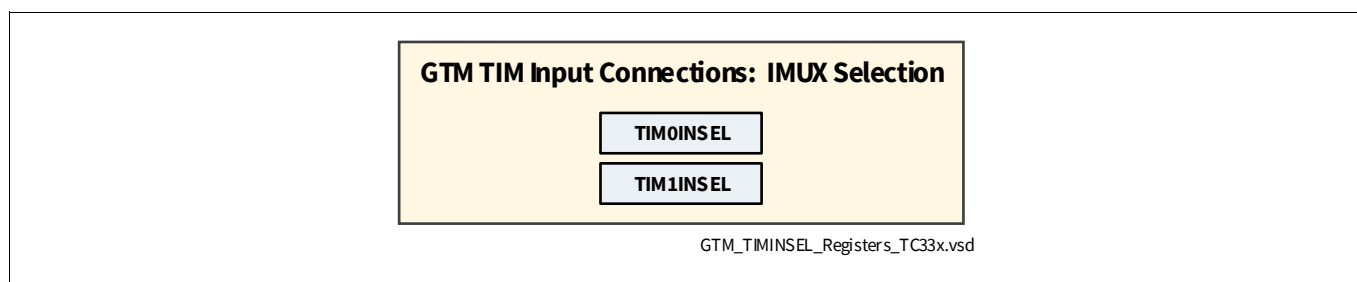 GTM TIM Input Connections: IMUX Selection
TIM0INSEL
TIM1INSEL
GTM_TIMINSEL_Registers_TC33x.vsd